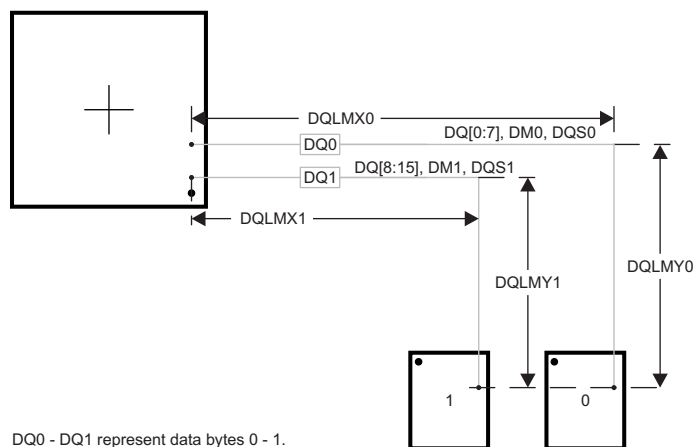 DQLMX0
DQ[0:7], DM0, DQS0
DQ0
DQ[8:15], DM1, DQS1
DQ1
DQLMX1
DQLMY0
DQLMY1
1
0
DQ0 - DQ1 represent data bytes 0 - 1.